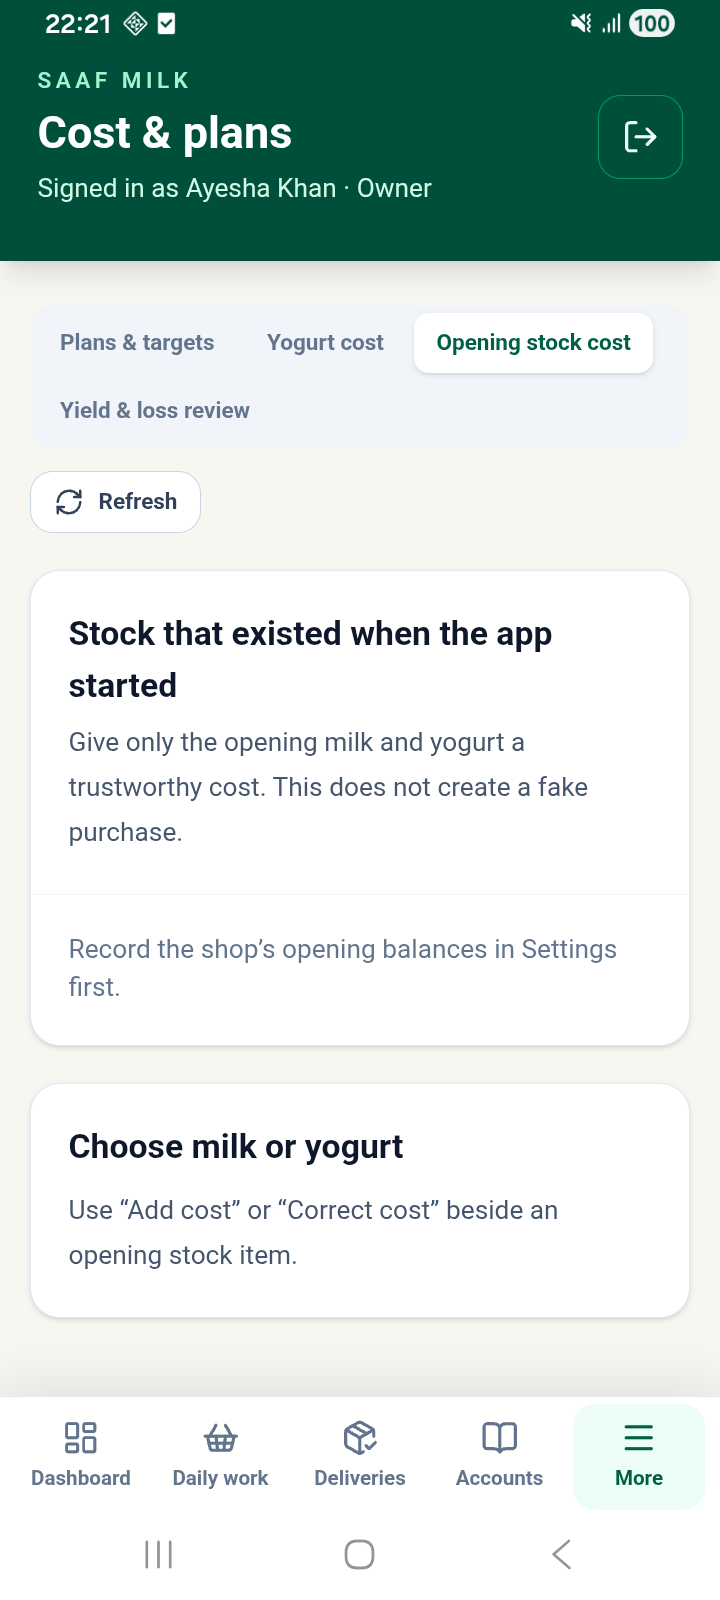 22:21
100
SAAF MILK
Cost & plans
Signed in as Ayesha Khan · Owner
Plans & targets
Yogurt cost
Opening stock cost
Yield & loss review
Refresh
Stock that existed when the app
started
Give only the opening milk and yogurt a
trustworthy cost. This does not create a fake
purchase.
Record the shop’s opening balances in Settings
first.
Choose milk or yogurt
Use “Add cost” or “Correct cost” beside an
opening stock item.
Dashboard
Daily work
Deliveries
Accounts
More